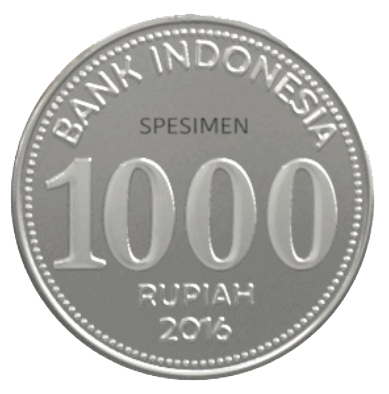 BANK INDONESIA
SPESIMEN
1000
RUPIAH
2016